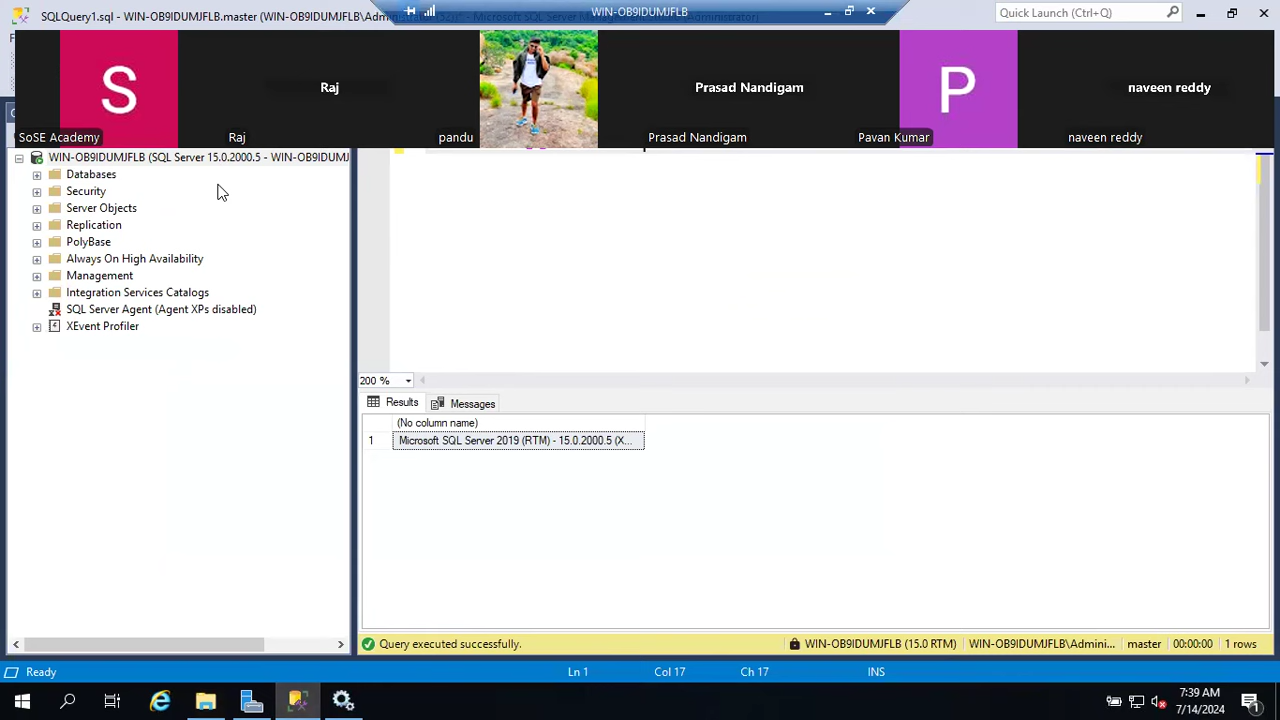 SQLQuery1.sql - WIN-OB9IDUMJFLB.master (WIN-OB9IDUMJFLB\Admini
WIN-OB9IDUMJFLB
Quick Launch (Ctrl+Q)
S
Raj
Prasad Nandigam
P
naveen reddy
SoSE Academy
Raj
pandu
Prasad Nandigam
Pavan Kumar
naveen reddy
WIN-OB9IDUMJFLB (SQL Server 15.0.2000.5 - WIN-OB9IDUMJ
Databases
Security
Server Objects
Replication
PolyBase
Always On High Availability
Management
Integration Services Catalogs
SQL Server Agent (Agent XPs disabled)
XEvent Profiler
200 %
Results
Messages
(No column name)
1 Microsoft SQL Server 2019 (RTM) - 15.0.2000.5 (X...
Query executed successfully.
WIN-OB9IDUMJFLB (15.0 RTM)
WIN-OB9IDUMJFLB\Admini...
master
00:00:00
1 rows
Ready
Ln 1
Col 17
Ch 17
INS
7:39 AM
7/14/2024
1